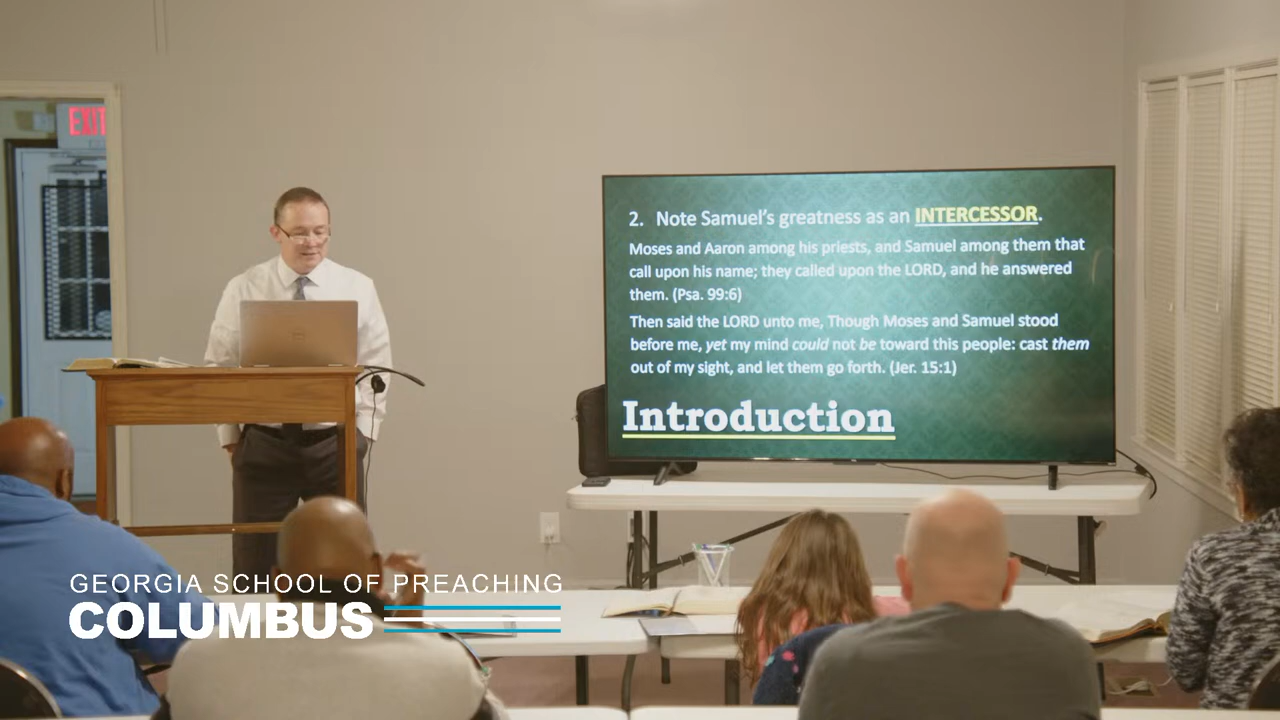 EXIT
2. Note Samuel's greatness as an INTERCESSOR.
Moses and Aaron among his priests, and Samuel among them that
call upon his name; they called upon the LORD, and he answered
them. (Psa. 99:6)
Then said the LORD unto me, Though Moses and Samuel stood
before me, yet my mind could not be toward this people: cast them
out of my sight, and let them go forth. (Jer. 15:1)
Introduction
GEORGIA SCHOOL OF PREACHING
COLUMBUS